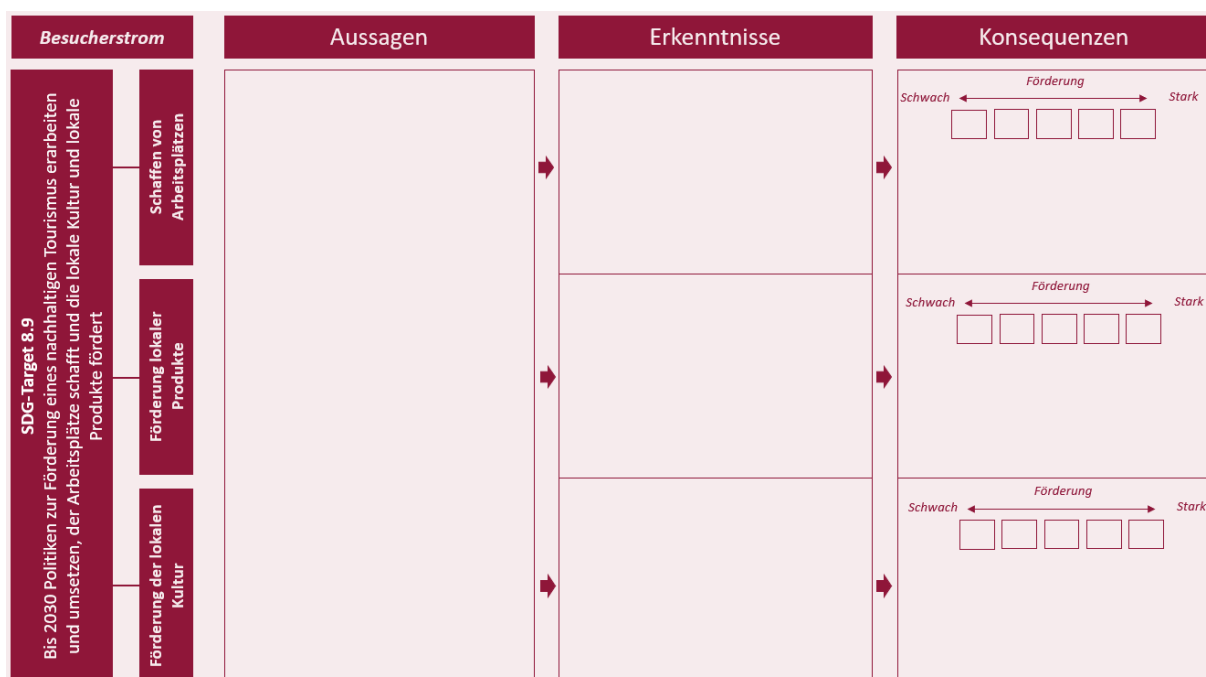 Besucherstrom
Aussagen
Erkenntnisse
Konsequenzen
SDG-Target 8.9
Bis 2030 Politiken zur Förderung eines nachhaltigen Tourismus erarbeiten
und umsetzen, der Arbeitsplätze schafft und die lokale Kultur und lokale
Produkte fördert
Schaffen von
Arbeitsplätzen
Förderung
Schwach
Stark
Förderung lokaler
Produkte
Förderung
Schwach
Stark
Förderung der lokalen
Kultur
Förderung
Schwach
Stark